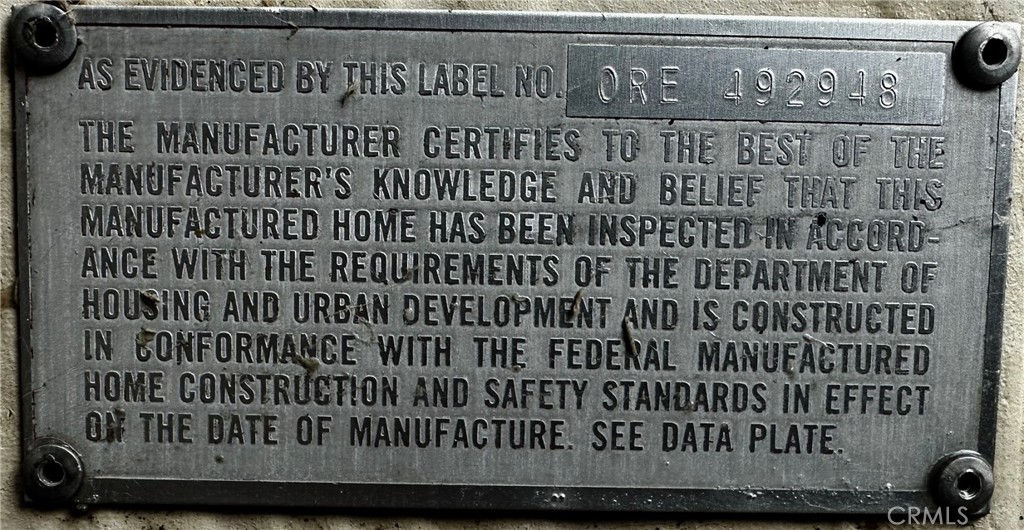 AS EVIDENCED BY THIS LABEL NO. ORE 492948
THE MANUFACTURER CERTIFIES TO THE BEST OF THE
MANUFACTURER'S KNOWLEDGE AND BELIEF THAT THIS
MANUFACTURED HOME HAS BEEN INSPECTED IN ACCORD-
ANCE WITH THE REQUIREMENTS OF THE DEPARTMENT OF
HOUSING AND URBAN DEVELOPMENT AND IS CONSTRUCTED
IN CONFORMANCE WITH THE FEDERAL MANUFACTURED
HOME CONSTRUCTION AND SAFETY STANDARDS IN EFFECT
ON THE DATE OF MANUFACTURE. SEE DATA PLATE.
CRMLS